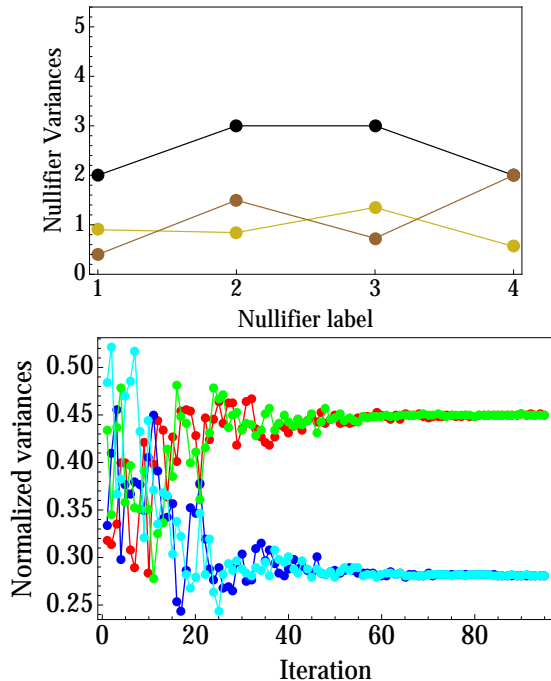 Nullifier Variances
5
4
3
2
1
0
1 2 3 4
Nullifier label
Normalized variances
0.50
0.45
0.40
0.35
0.30
0.25
0 20 40 60 80
Iteration